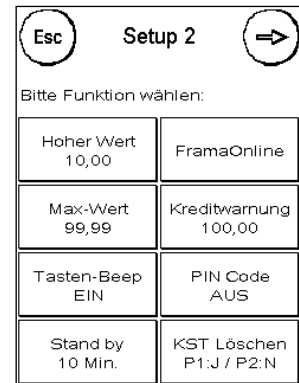 Esc
Setup 2
Bitte Funktion wählen:
Hoher Wert
10,00
FramaOnline
Max-Wert
99,99
Kreditwarnung
100,00
Tasten-Beep
EIN
PIN Code
AUS
Stand by
10 Min.
KST Löschen
P1:J / P2:N